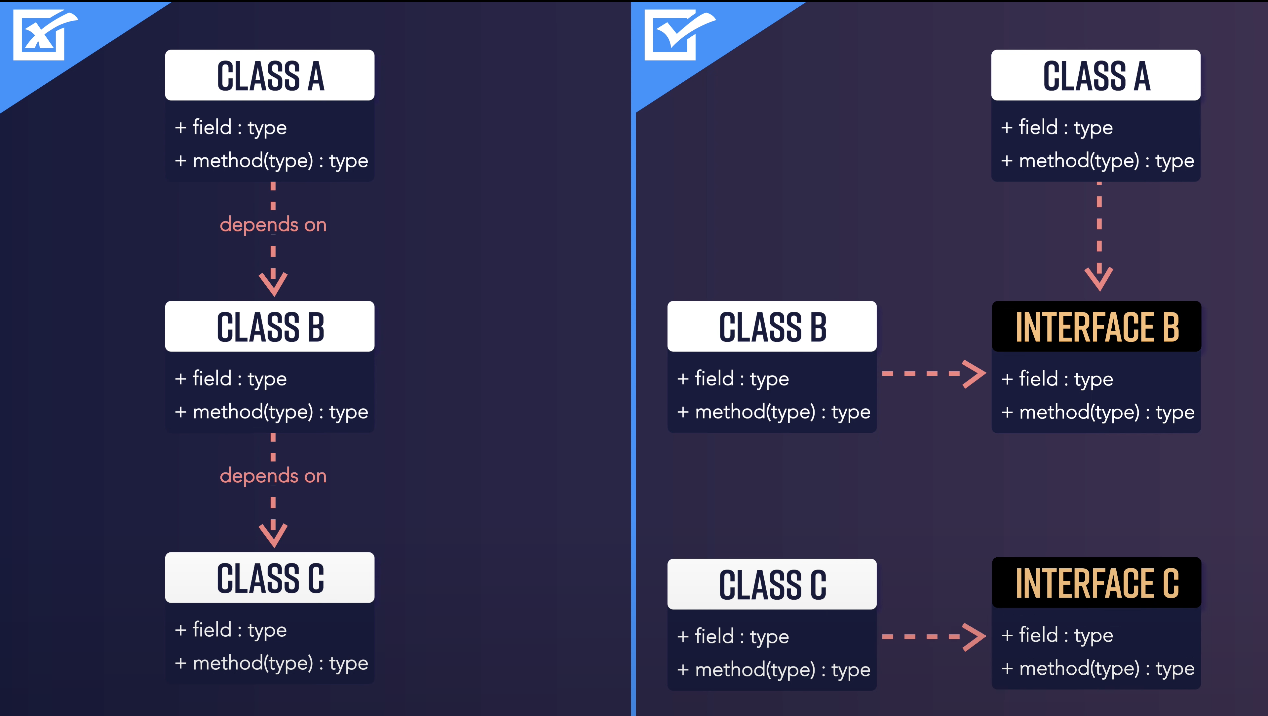 CLASS A
+ field : type
+ method(type) : type
depends on
CLASS B
+ field : type
+ method(type) : type
depends on
CLASS C
+ field : type
+ method(type) : type
CLASS A
+ field : type
+ method(type) : type
CLASS B
+ field : type
+ method(type) : type
INTERFACE B
+ field : type
+ method(type) : type
CLASS C
+ field : type
+ method(type) : type
INTERFACE C
+ field : type
+ method(type) : type